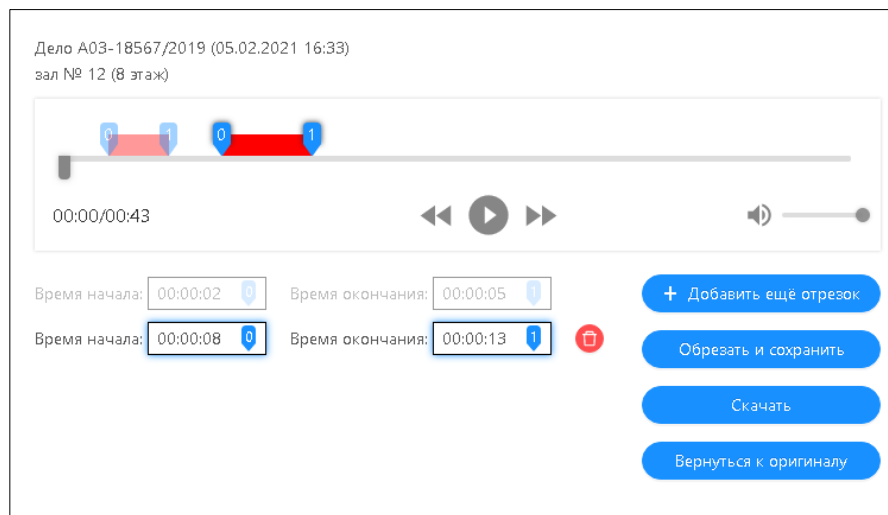 Дело А03-18567/2019 (05.02.2021 16:33)
зал № 12 (8 этаж)
0 1 0 1
00:00/00:43
Время начала: 00:00:02 0 Время окончания: 00:00:05 1
Время начала: 00:00:08 0 Время окончания: 00:00:13 1
+ Добавить ещё отрезок
Обрезать и сохранить
Скачать
Вернуться к оригиналу